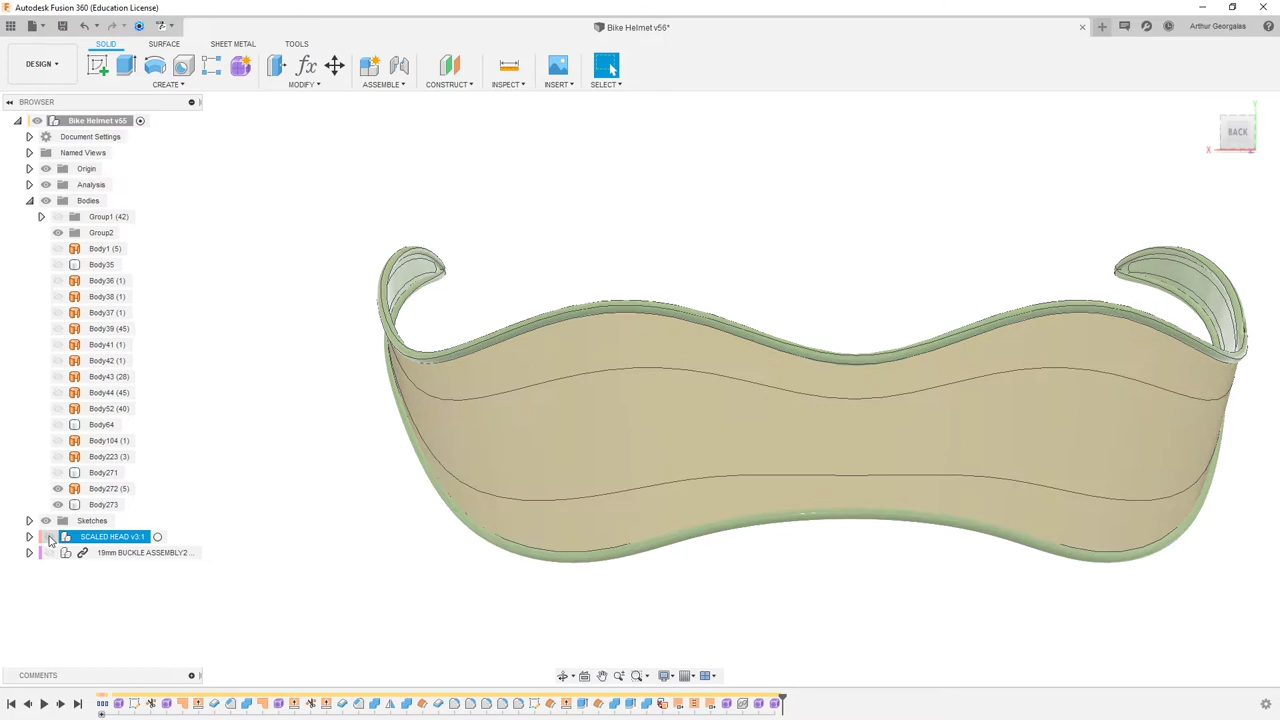 Autodesk Fusion 360 (Education License)
Bike Helmet v56*
Arthur Georgalas
SOLID SURFACE SHEET METAL TOOLS
DESIGN
CREATE MODIFY ASSEMBLE CONSTRUCT INSPECT INSERT SELECT
BROWSER
Bike Helmet v55
Document Settings
Named Views
Origin
Analysis
Bodies
Group1 (42)
Group2
Body1 (5)
Body35
Body36 (1)
Body38 (1)
Body37 (1)
Body39 (45)
Body41 (1)
Body42 (1)
Body43 (28)
Body44 (45)
Body52 (40)
Body64
Body104 (1)
Body223 (3)
Body271
Body272 (5)
Body273
Sketches
SCALED HEAD v3:1
19mm BUCKLE ASSEMBLY2...
BACK
X
Y
COMMENTS